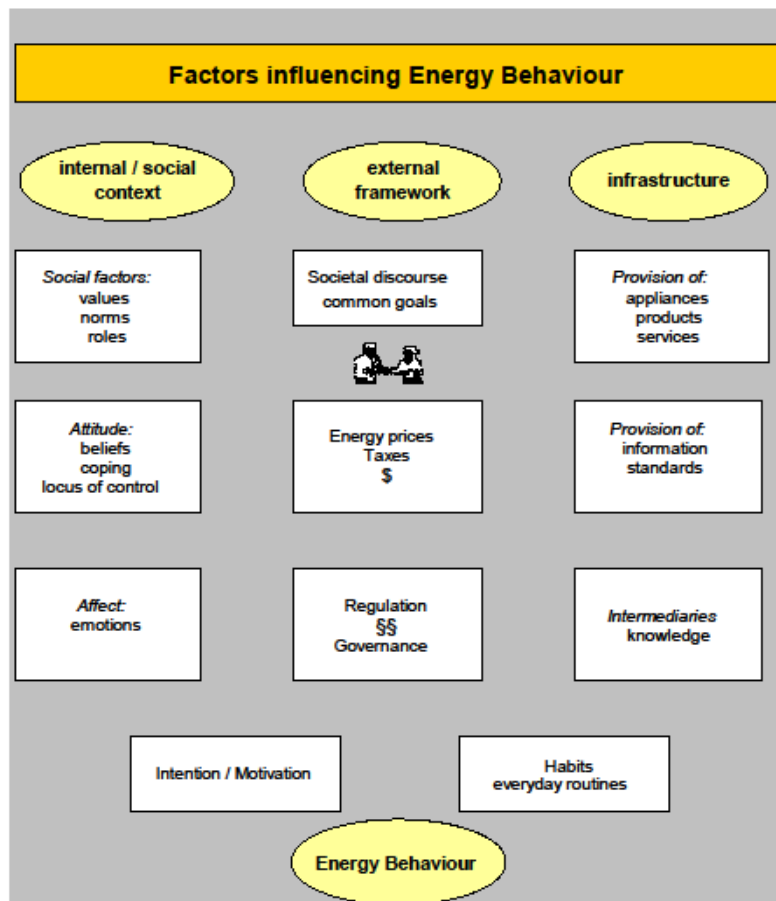 Factors influencing Energy Behaviour
internal / social
context
external
framework
infrastructure
Social factors:
values
norms
roles
Societal discourse
common goals
Provision of:
appliances
products
services
Attitude:
beliefs
coping
locus of control
Energy prices
Taxes
$
Provision of:
information
standards
Affect:
emotions
Regulation
§§
Governance
Intermediaries
knowledge
Intention / Motivation
Habits
everyday routines
Energy Behaviour